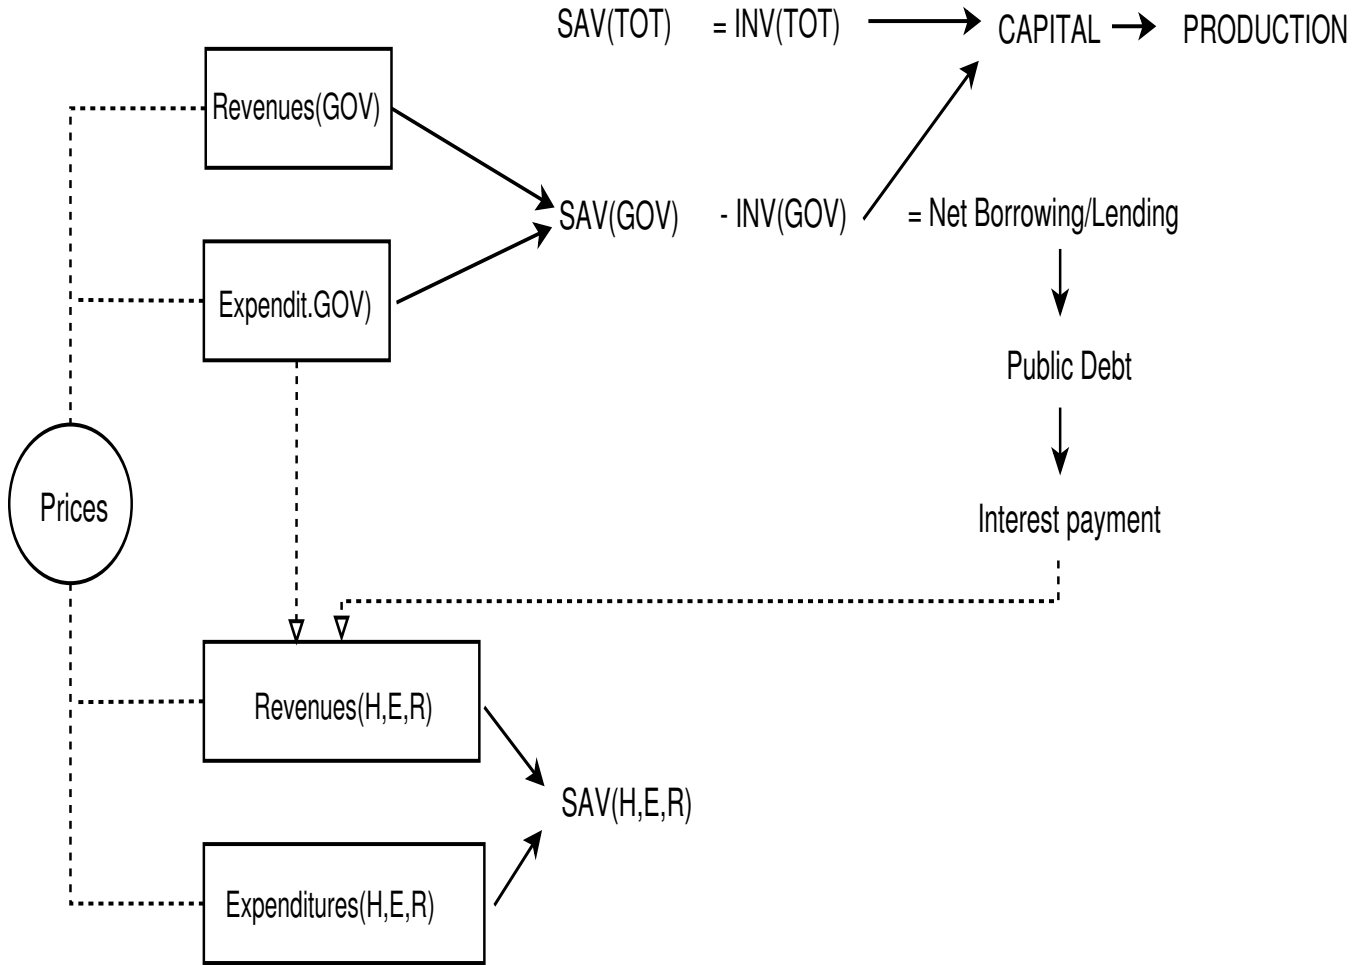 SAV(TOT) = INV(TOT) CAPITAL PRODUCTION
Revenues(GOV)
SAV(GOV) - INV(GOV) = Net Borrowing/Lending
Expendit.GOV)
Public Debt
Prices
Interest payment
Revenues(H,E,R)
SAV(H,E,R)
Expenditures(H,E,R)